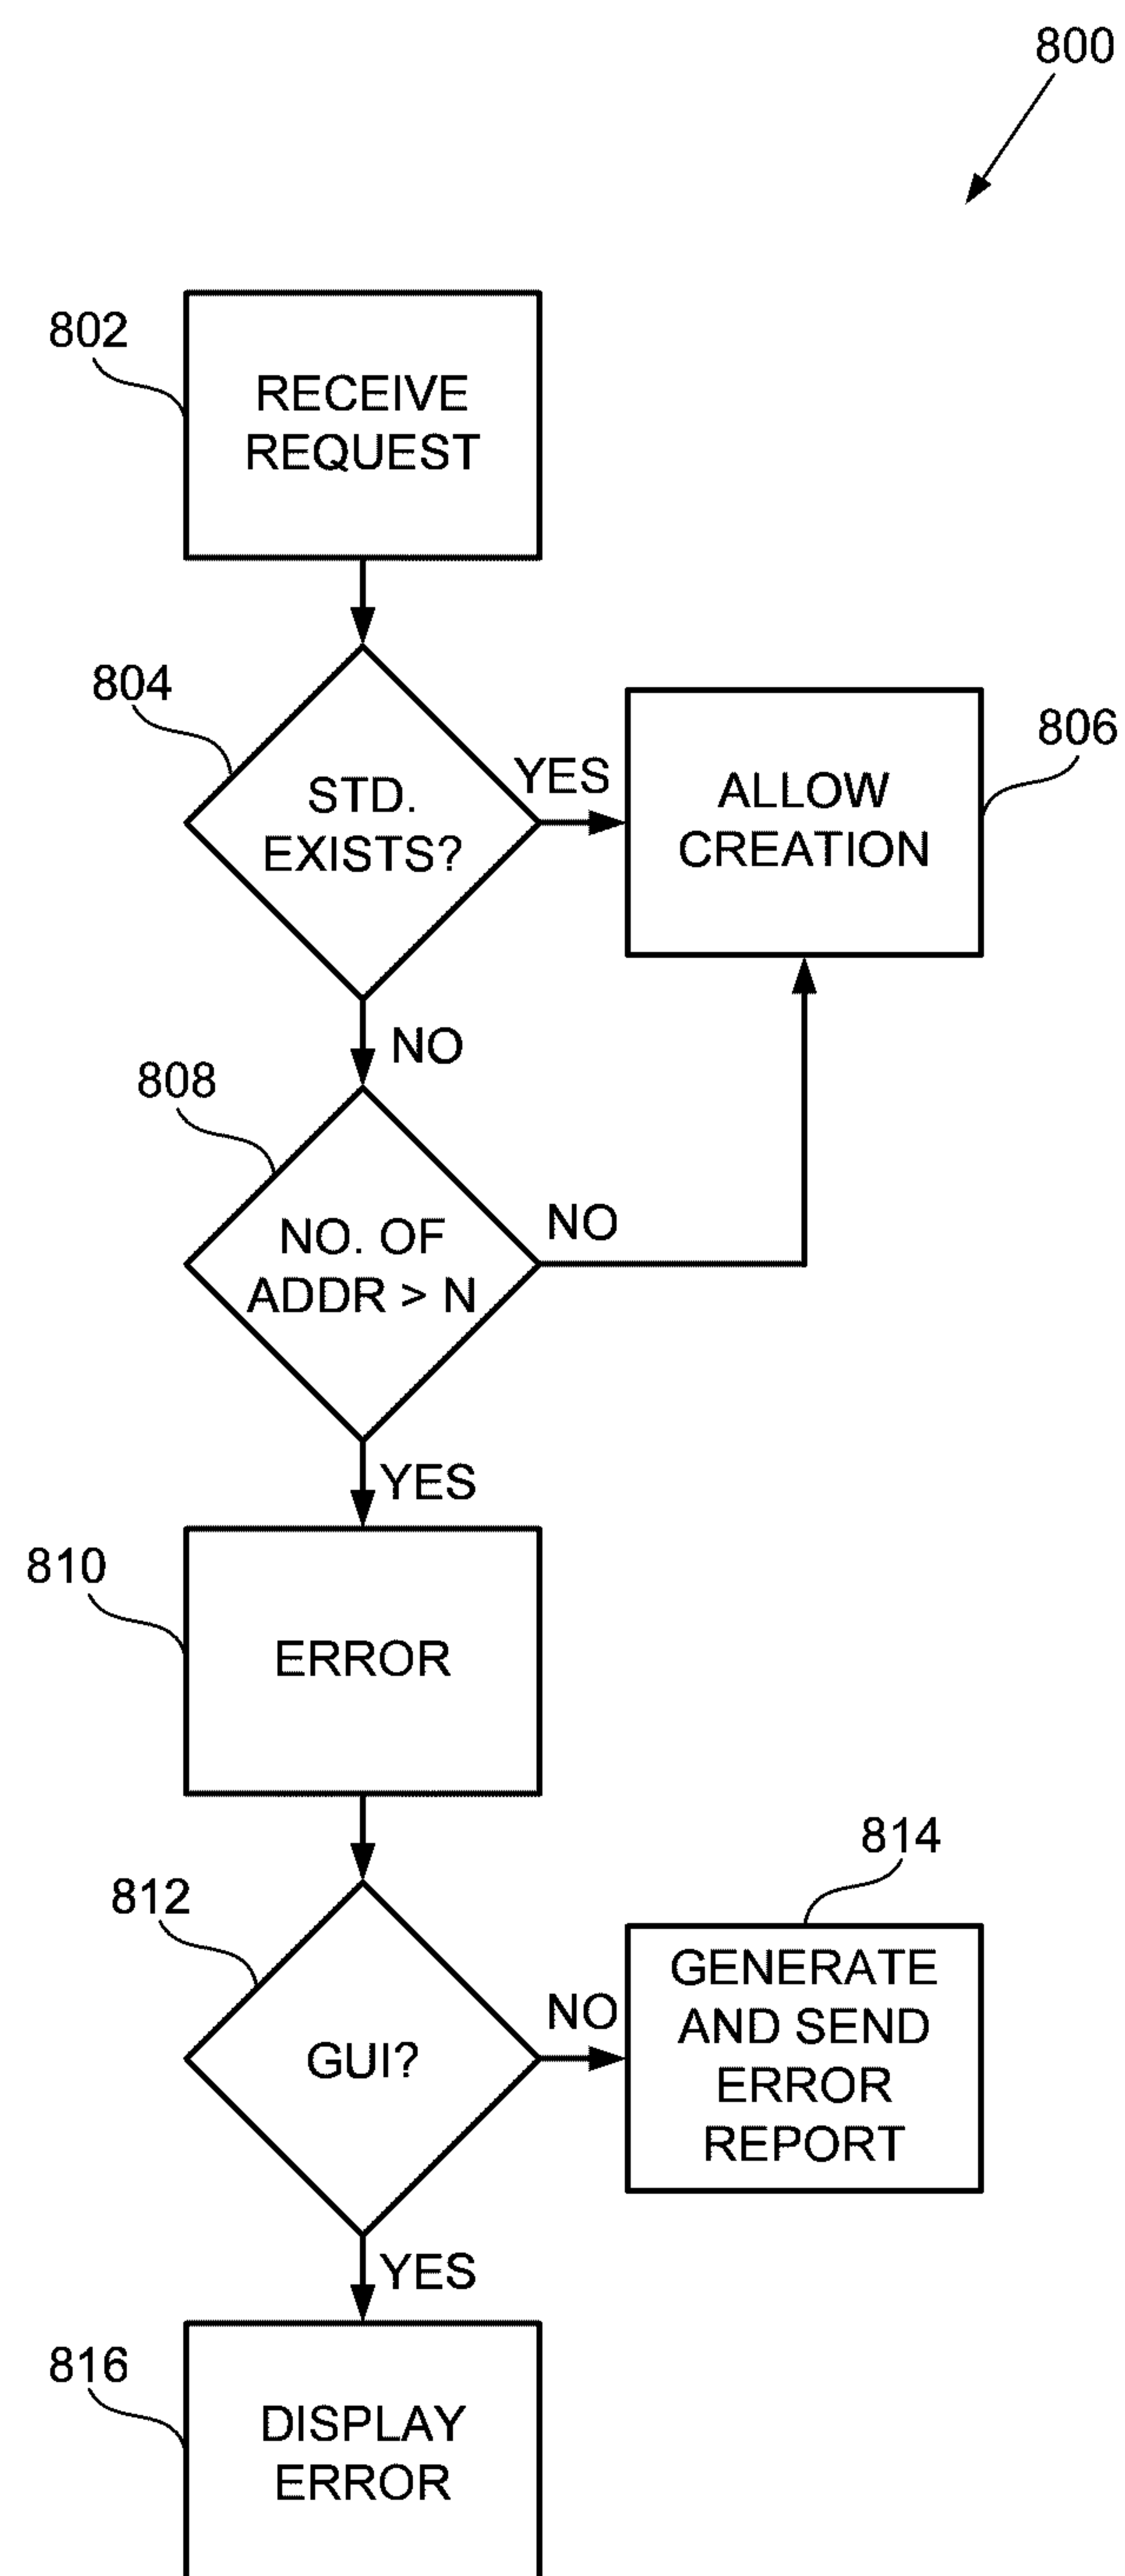 800
802
RECEIVE
REQUEST
804
STD.
EXISTS?
YES
ALLOW
CREATION
806
NO
808
NO. OF
ADDR > N
NO
YES
810
ERROR
812
GUI?
NO
814
GENERATE
AND SEND
ERROR
REPORT
YES
816
DISPLAY
ERROR